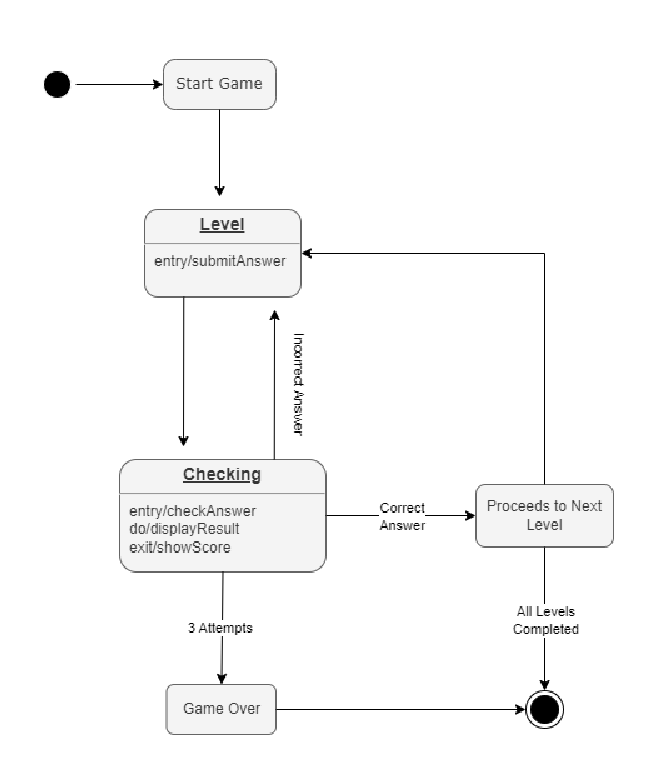 Start Game
Level
entry/submitAnswer
Incorrect Answer
Checking
entry/checkAnswer
do/displayResult
exit/showScore
Correct
Answer
Proceeds to Next
Level
3 Attempts
All Levels
Completed
Game Over